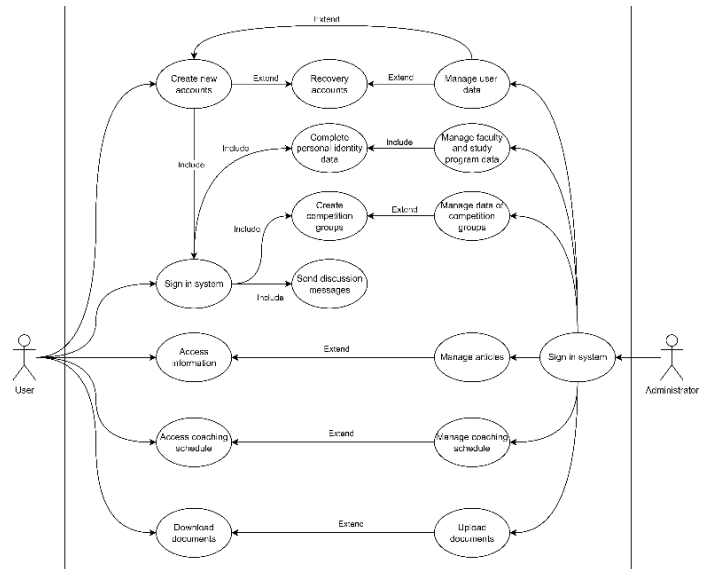 Extend
Create new
accounts
Extend
Recovery
accounts
Extend
Manage user
data
Include
Include
Complete
personal identity
data
Include
Manage faculty
and study
program data
Include
Create
competition
groups
Extend
Manage data of
competition
groups
Sign in system
Include
Send discussion
messages
User
Access
information
Extend
Manage articles
Sign in system
Administrator
Access coaching
schedule
Extend
Manage coaching
schedule
Download
documents
Extend
Upload
documents